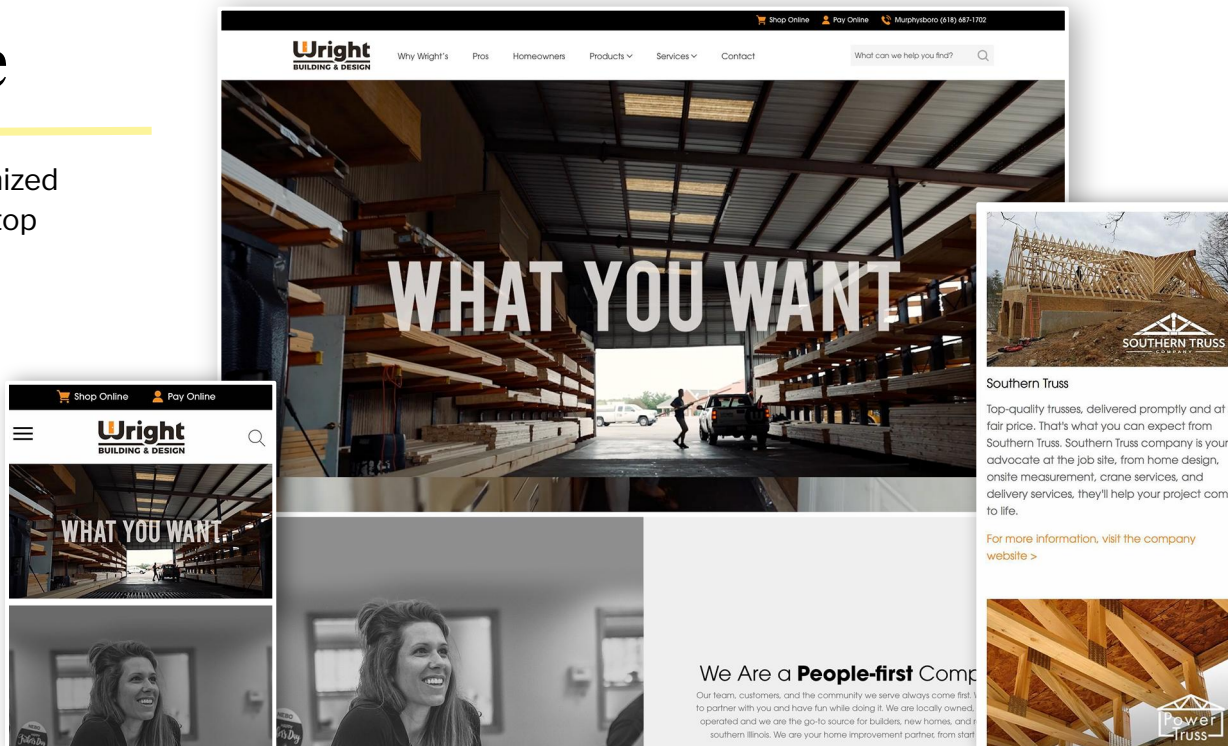 Shop Online Pay Online Murphysboro (618) 687-1702
Wright
BUILDING & DESIGN
Why Wright's Pros Homeowners Products Services Contact
What can we help you find?
WHAT YOU WANT
SOUTHERN TRUSS
COMPANY
Southern Truss
Top-quality trusses, delivered promptly and at
fair price. That's what you can expect from
Southern Truss. Southern Truss company is your
advocate at the job site, from home design,
onsite measurement, crane services, and
delivery services, they'll help your project com
to life.
For more information, visit the company
website >
Power
Truss
Shop Online Pay Online
Wright
BUILDING & DESIGN
WHAT YOU WANT.
We Are a People-first Comp
Our team, customers, and the community we serve always come first.
to partner with you and have fun while doing it. We are locally owned,
operated and we are the go-to source for builders, new homes, and
southern Illinois. We are your home improvement partner, from start
e
ized
top